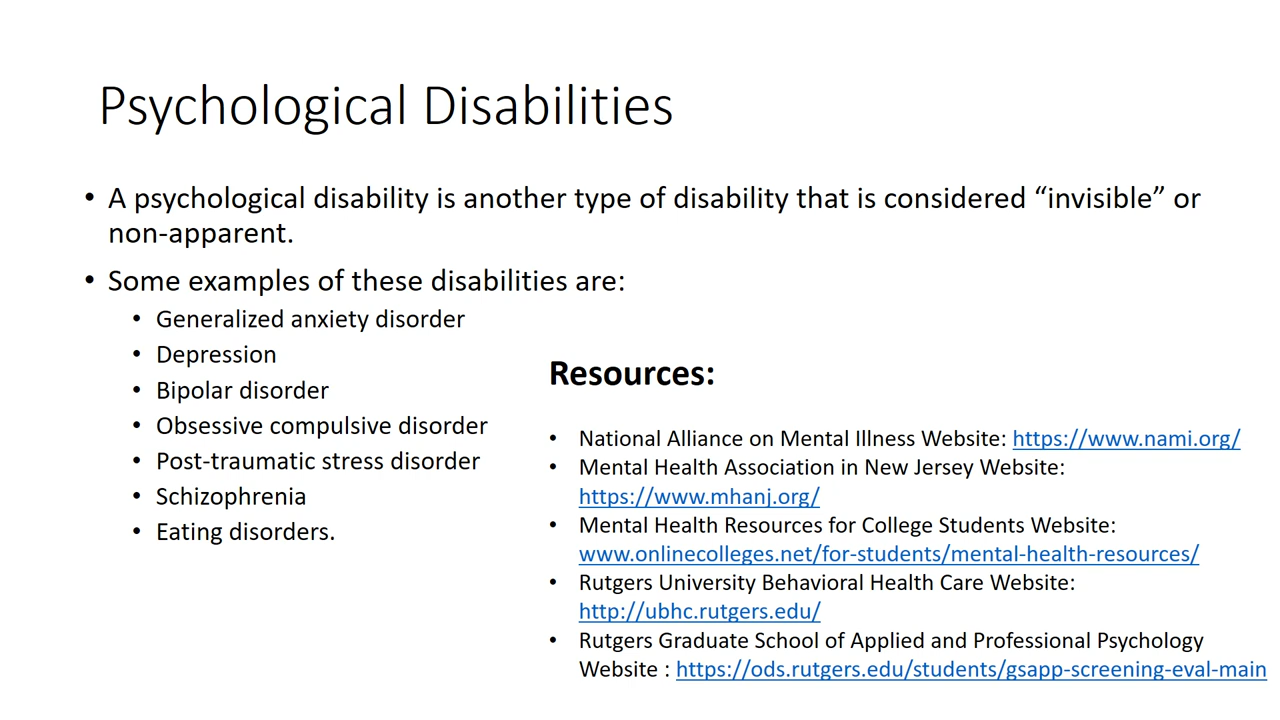 Psychological Disabilities
• A psychological disability is another type of disability that is considered “invisible” or
non-apparent.
• Some examples of these disabilities are:
• Generalized anxiety disorder
• Depression
• Bipolar disorder
• Obsessive compulsive disorder
• Post-traumatic stress disorder
• Schizophrenia
• Eating disorders.
Resources:
• National Alliance on Mental Illness Website: https://www.nami.org/
• Mental Health Association in New Jersey Website:
https://www.mhanj.org/
• Mental Health Resources for College Students Website:
www.onlinecolleges.net/for-students/mental-health-resources/
• Rutgers University Behavioral Health Care Website:
http://ubhc.rutgers.edu/
• Rutgers Graduate School of Applied and Professional Psychology
Website : https://ods.rutgers.edu/students/gsapp-screening-eval-main